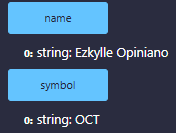 name
0: string: Ezkylle Opiniano
symbol
0: string: OCT